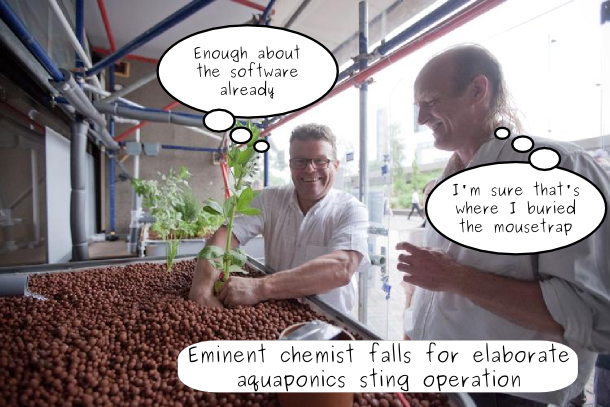 Enough about
the software
already
I'm sure that's
where I buried
the mousetrap
Eminent chemist falls for elaborate
aquaponics sting operation